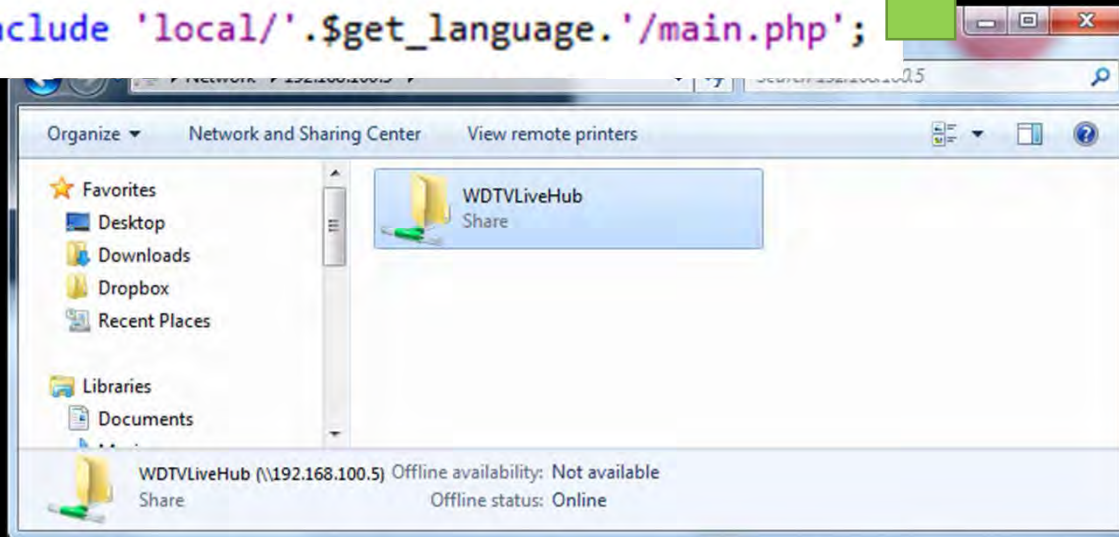 nclude 'local/'.$get_language.'/main.php';
Organize Network and Sharing Center View remote printers
Favorites
Desktop
Downloads
Dropbox
Recent Places
Libraries
Documents
WDTVLiveHub
Share
WDTVLiveHub (\\192.168.100.5) Offline availability: Not available
Share Offline status: Online